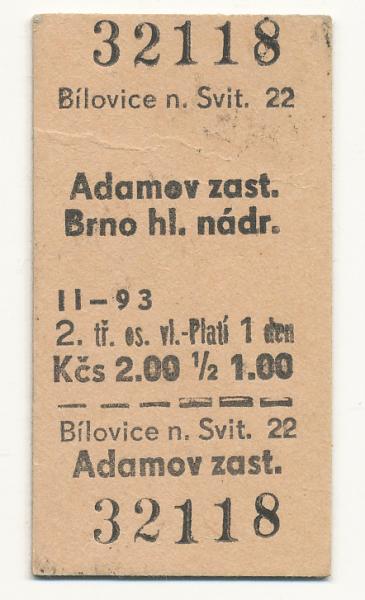 32118
Bílovice n. Svit. 22
Adamov zast.
Brno hl. nádr.
II-93
2. tř. os. vl.-Platí 1 den
Kčs 2.00 ½ 1.00
Bílovice n. Svit. 22
Adamov zast.
32118